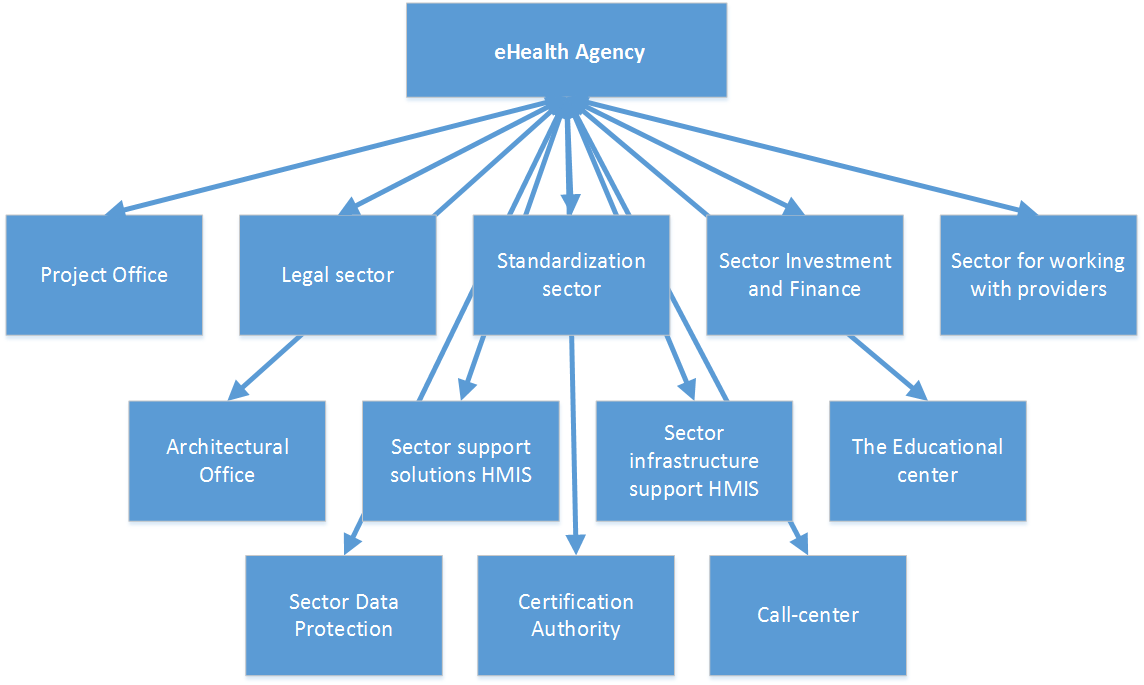 eHealth Agency
Project Office
Legal sector
Standardization
sector
Sector Investment
and Finance
Sector for working
with providers
Architectural
Office
Sector support
solutions HMIS
Sector
infrastructure
support HMIS
The Educational
center
Sector Data
Protection
Certification
Authority
Call-center